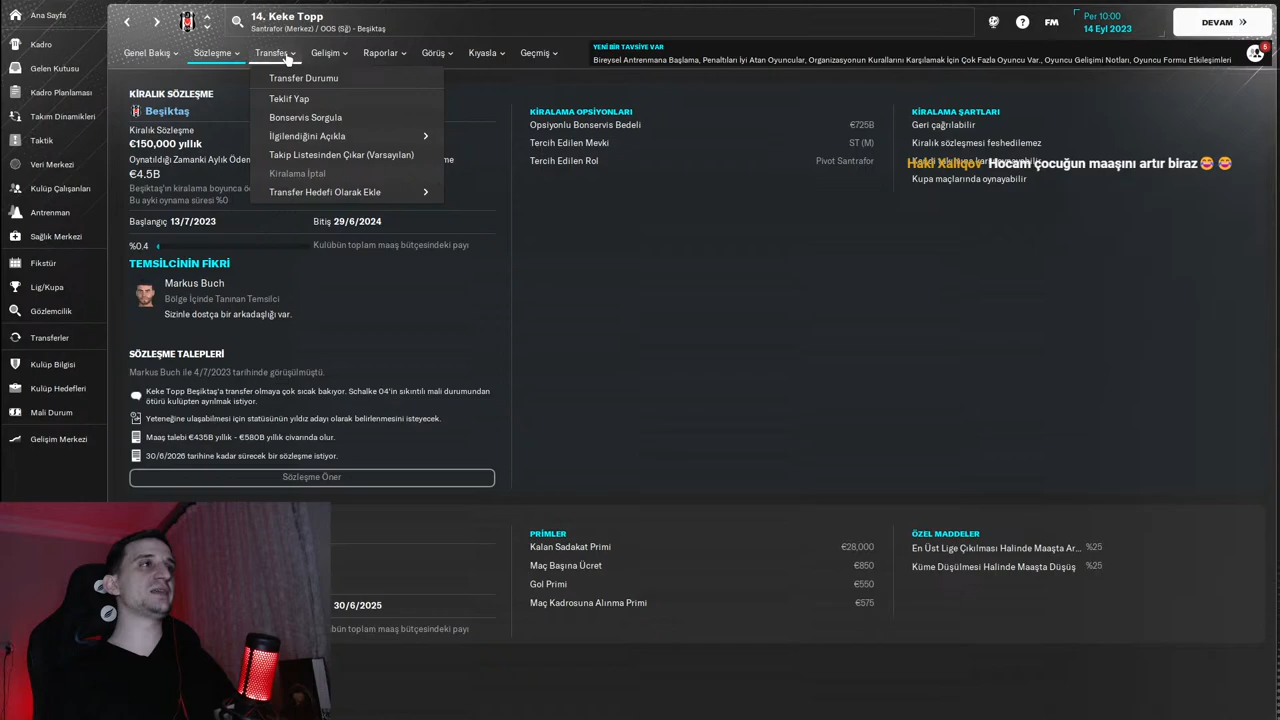 Ana Sayfa
14. Keke Topp
Santrafor (Merkez) / OOS (Sğ) - Beşiktaş
FM
Per 10:00
14 Eyl 2023
DEVAM
Kadro
Gelen Kutusu
Kadro Planlaması
Takım Dinamikleri
Taktik
Veri Merkezi
Kulüp Çalışanları
Antrenman
Sağlık Merkezi
Fikstür
Lig/Kupa
Gözlemcilik
Transferler
Kulüp Bilgisi
Kulüp Hedefleri
Mali Durum
Gelişim Merkezi
Genel Bakış
Sözleşme
Transfer
Gelişim
Raporlar
Görüş
Kıyasla
Geçmiş
YENİ BİR TAVSİYE VAR
Bireysel Antrenmana Başlama, Penaltıları İyi Atan Oyuncular, Organizasyonun Kurallarını Karşılamak İçin Çok Fazla Oyuncu Var., Oyuncu Gelişimi Notları, Oyuncu Formu Etkileşimleri
6
Transfer Durumu
Teklif Yap
Bonservis Sorgula
İlgilendiğini Açıkla
Takip Listesinden Çıkar (Varsayılan)
Kiralama İptal
Transfer Hedefi Olarak Ekle
KİRALIK SÖZLEŞME
Beşiktaş
Kiralık Sözleşme
€150,000 yıllık
Oynatıldığı Zamanki Aylık Öde
€4.5B
Beşiktaş'ın kiralama boyunca
Bu ayki oynama süresi %0
Başlangıç 13/7/2023
Bitiş 29/6/2024
%0.4
Kulübün toplam maaş bütçesindeki payı
TEMSİLCİNİN FİKRİ
Markus Buch
Bölge İçinde Tanınan Temsilci
Sizinle dostça bir arkadaşlığı var.
SÖZLEŞME TALEPLERİ
Markus Buch ile 4/7/2023 tarihinde görüşülmüştü.
Keke Topp Beşiktaş'a transfer olmaya çok sıcak bakıyor. Schalke 04'in sıkıntılı mali durumundan
ötürü kulüpten ayrılmak istiyor.
Yeteneğine ulaşabilmesi için statüsünün yıldız adayı olarak belirlenmesini isteyecek.
Maaş talebi €435B yıllık - €580B yıllık civarında olur.
30/6/2026 tarihine kadar sürecek bir sözleşme istiyor.
Sözleşme Öner
KİRALAMA OPSİYONLARI
Opsiyonlu Bonservis Bedeli €725B
Tercih Edilen Mevki ST (M)
Tercih Edilen Rol Pivot Santrafor
KİRALAMA ŞARTLARI
Geri çağrılabilir
Kiralık sözleşmesi feshedilemez
Haki Xaliqov Hocam çocuğun maaşını artır biraz 😂 😂
Kupa maçlarında oynayabilir
30/6/2025
übün toplam maaş bütçesindeki payı
PRİMLER
Kalan Sadakat Primi €28,000
Maç Başına Ücret €850
Gol Primi €550
Maç Kadrosuna Alınma Primi €575
ÖZEL MADDELER
En Üst Lige Çıkılması Halinde Maaşta Ar... %25
Küme Düşülmesi Halinde Maaşta Düşüş %25